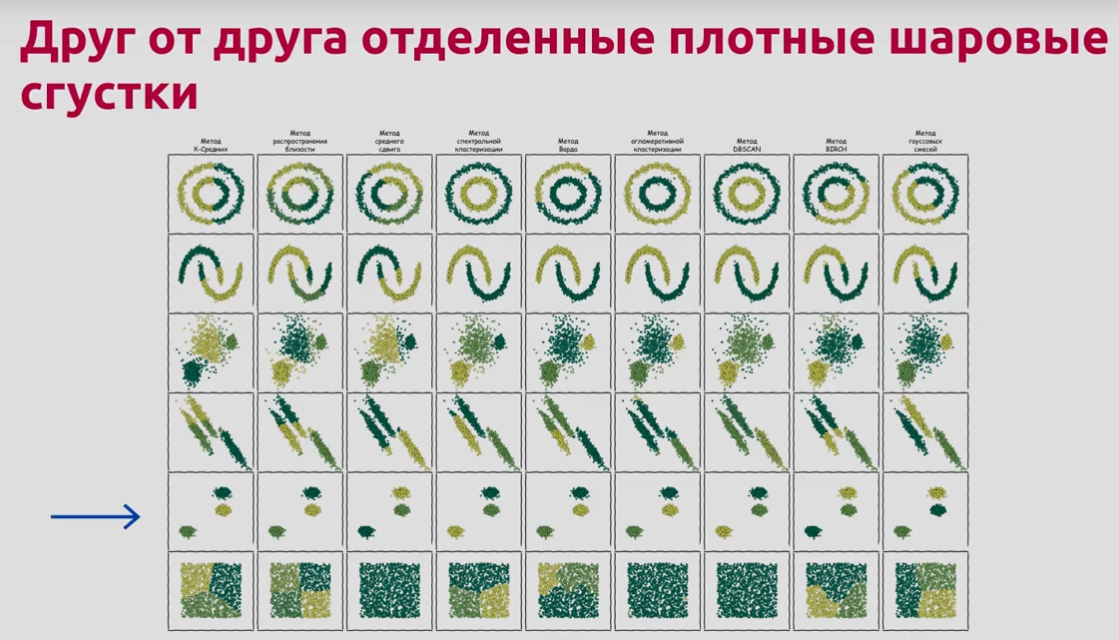 Друг от друга отделенные плотные шаровые
сгустки
Метод
К-Средних
Метод
распространения
близости
Метод
среднего
сдвига
Метод
спектральной
кластеризации
Метод
Варда
Метод
агломеративной
кластеризации
Метод
DBSCAN
Метод
BIRCH
Метод
гауссовых
смесей